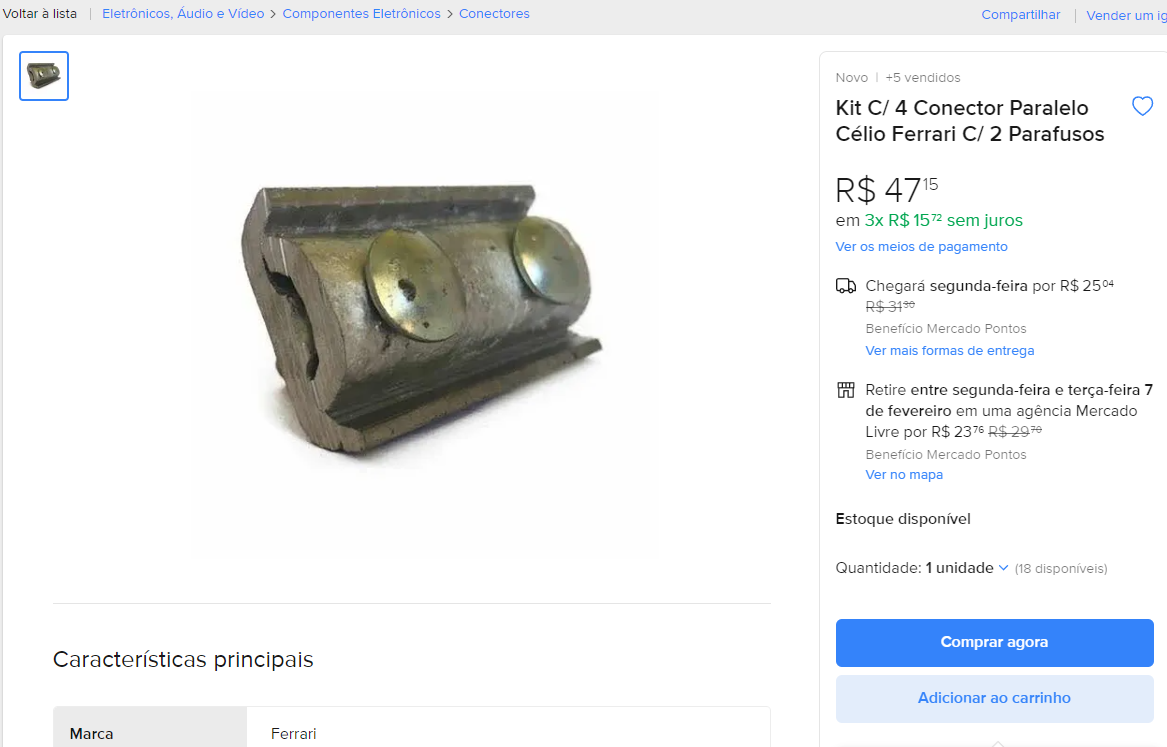 Voltar à lista | Eletrônicos, Áudio e Vídeo > Componentes Eletrônicos > Conectores
Compartilhar | Vender um ig
Novo | +5 vendidos
Kit C/ 4 Conector Paralelo
Célio Ferrari C/ 2 Parafusos
R$ 47 15
em 3x R$ 15 72 sem juros
Ver os meios de pagamento
Chegará segunda-feira por R$ 25 04
R$ 31 30
Benefício Mercado Pontos
Ver mais formas de entrega
Retire entre segunda-feira e terça-feira 7
de fevereiro em uma agência Mercado
Livre por R$ 23 76 R$ 29 70
Benefício Mercado Pontos
Ver no mapa
Estoque disponível
Quantidade: 1 unidade (18 disponíveis)
Comprar agora
Adicionar ao carrinho
Características principais
Marca Ferrari